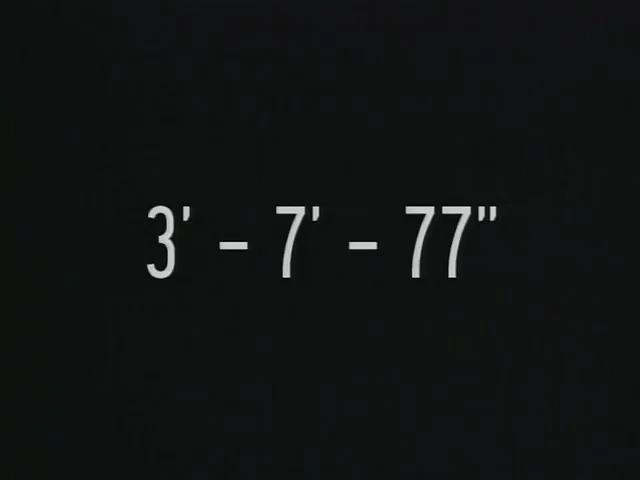 3' – 7' – 77"